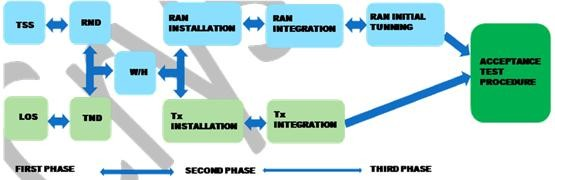 TSS
RND
RAN
INSTALLATION
RAN
INTEGRATION
RAN INITIAL
TUNNING
W/H
ACCEPTANCE
TEST
PROCEDURE
LOS
TND
Tx
INSTALLATION
Tx
INTEGRATION
FIRST PHASE
SECOND PHASE
THIRD PHASE